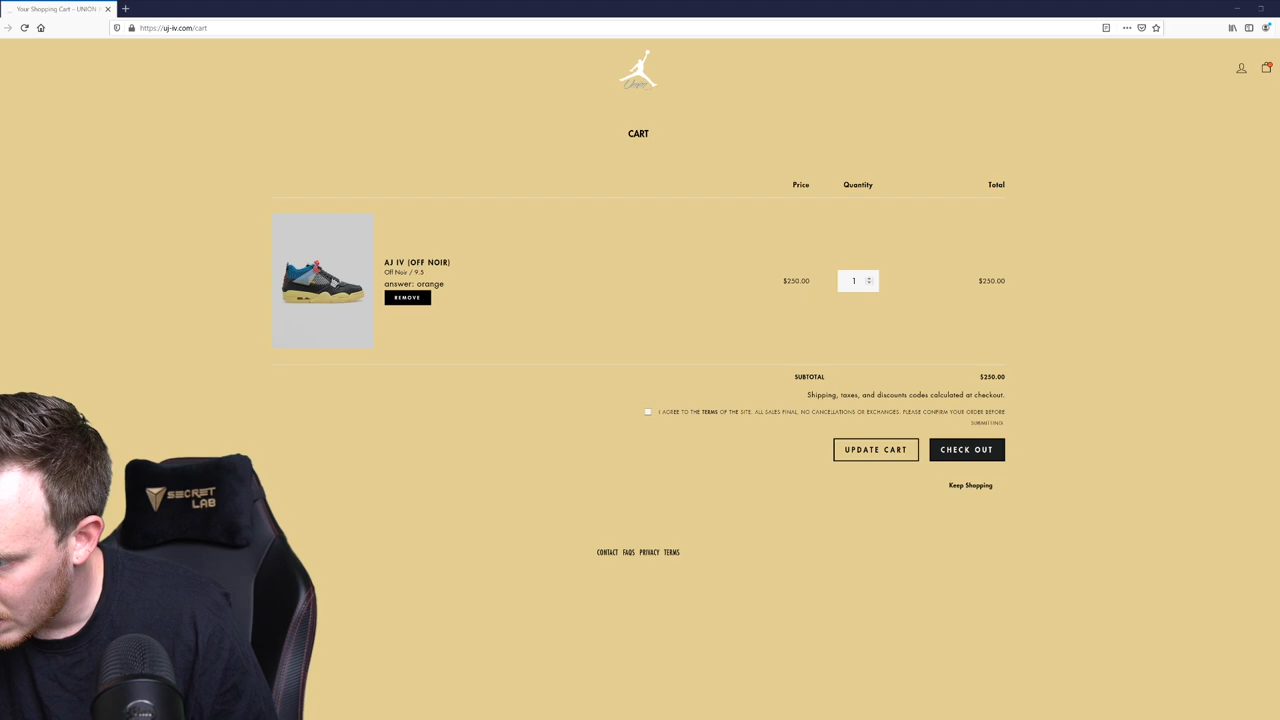 Your Shopping Cart – UNION
https://uj-iv.com/cart
CART
Price Quantity Total
AJ IV (OFF NOIR)
Off Noir / 9.5
answer: orange
REMOVE
$250.00 1 $250.00
SUBTOTAL $250.00
Shipping, taxes, and discounts codes calculated at checkout.
I AGREE TO THE TERMS OF THE SITE. ALL SALES FINAL, NO CANCELLATIONS OR EXCHANGES. PLEASE CONFIRM YOUR ORDER BEFORE
SUBMITTING.
UPDATE CART CHECK OUT
Keep Shopping
CONTACT FAQS PRIVACY TERMS
SECRET
LAB